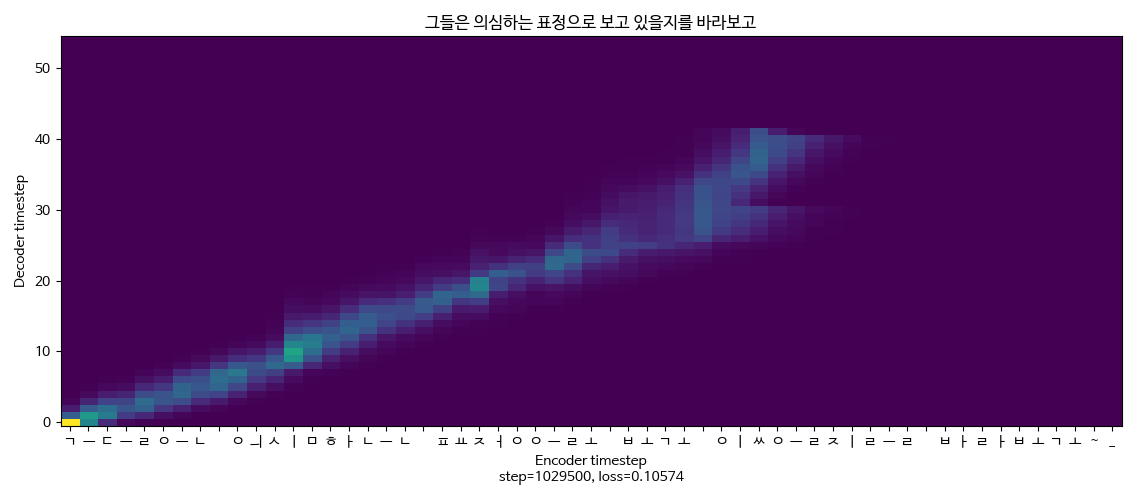 그들은 의심하는 표정으로 보고 있을지를 바라보고
50
40
30
20
10
0
Decoder timestep
ㄱ ㅡ ㄷ ㅡ ㄹ ㅇ ㅡ ㄴ ㅇ ㅢ ㅅ ㅣ ㅁ ㅎ ㅏ ㄴ ㅡ ㄴ ㅍ ㅛ ㅈ ㅓ ㅇ ㅇ ㅡ ㄹ ㅗ ㅂ ㅗ ㄱ ㅗ ㅇ ㅣ ㅆ ㅇ ㅡ ㄹ ㅈ ㅣ ㄹ ㅡ ㄹ ㅂ ㅏ ㄹ ㅏ ㅂ ㅗ ㄱ ㅗ ~ _
Encoder timestep
step=1029500, loss=0.10574